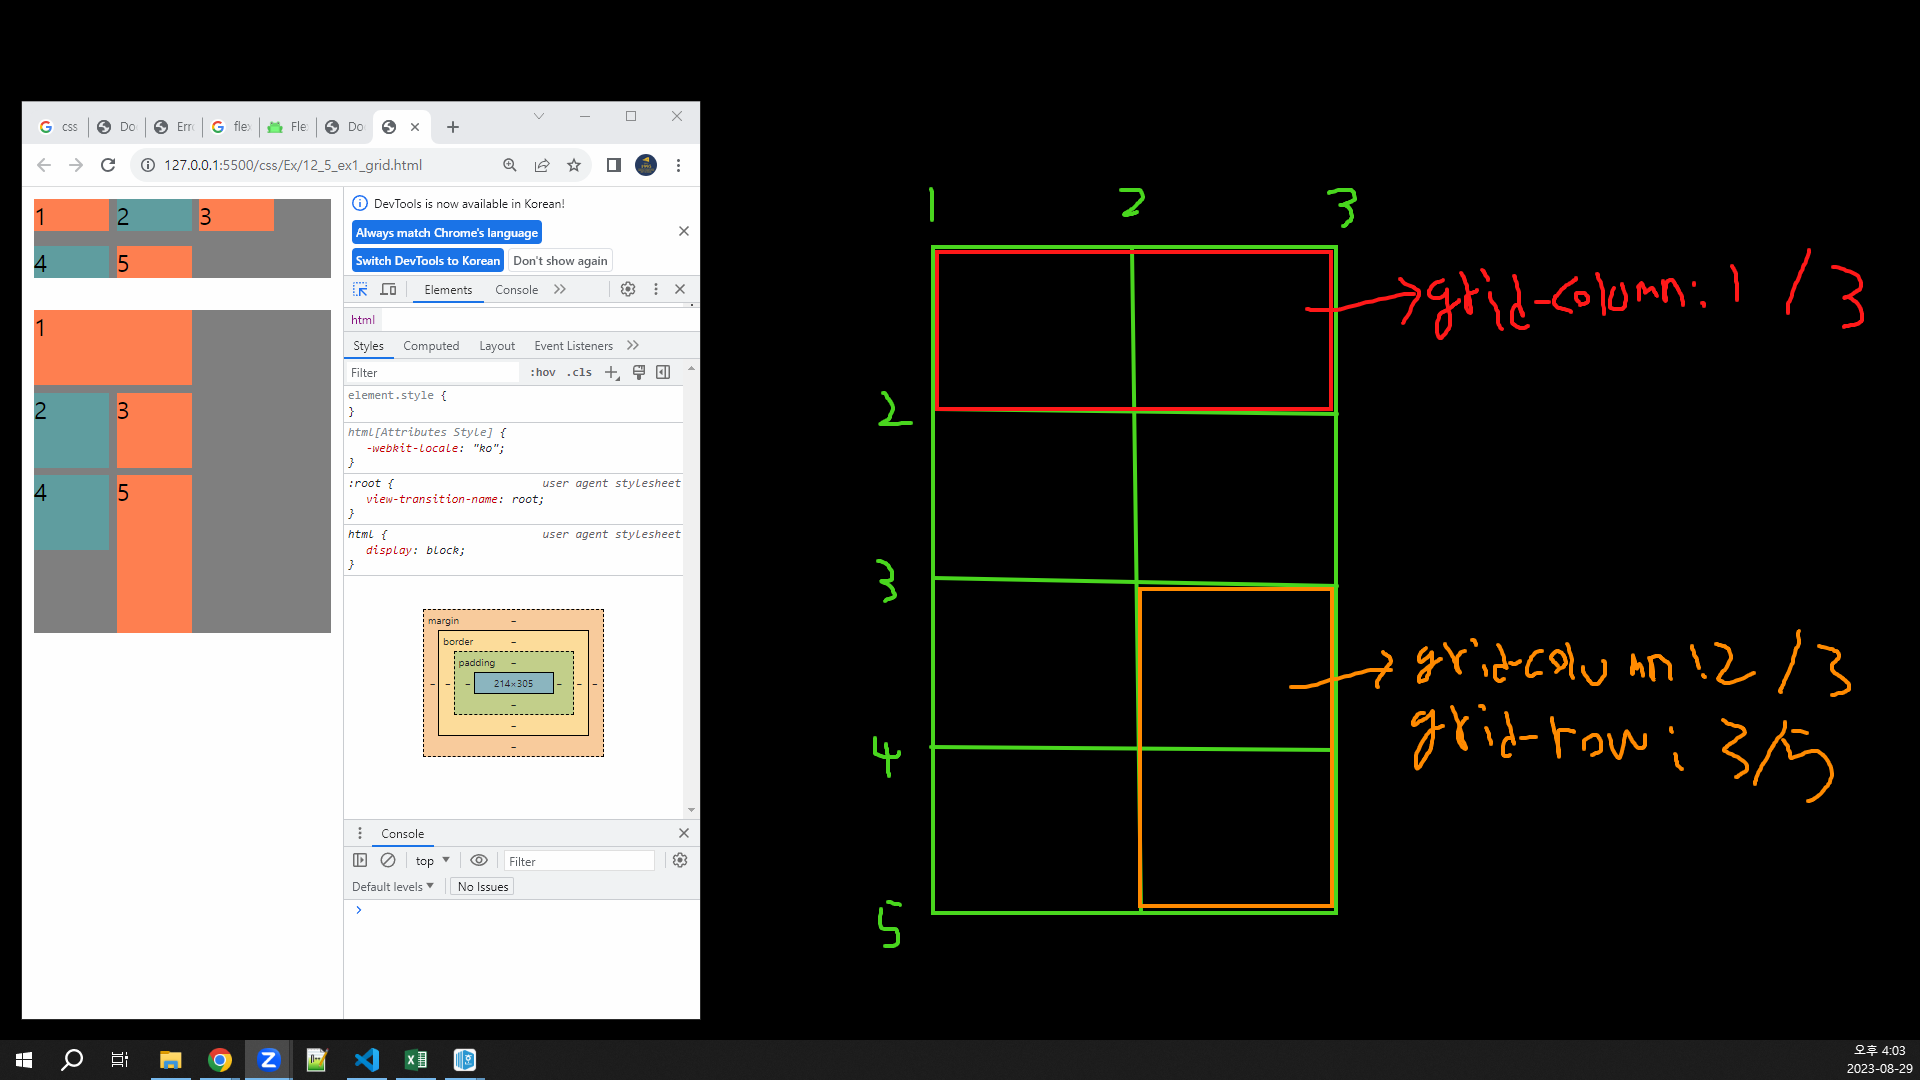 css
Do
Err
flex
Fle
Do
127.0.0.1:5500/css/Ex/12_5_ex1_grid.html
1
2
3
4
5
1
2
3
4
5
DevTools is now available in Korean!
Always match Chrome's language
Switch DevTools to Korean
Don't show again
Elements
Console
html
Styles
Computed
Layout
Event Listeners
Filter
:hov
.cls
element.style {
}
html[Attributes Style] {
-webkit-locale: "ko";
}
:root {
user agent stylesheet
view-transition-name: root;
}
html {
user agent stylesheet
display: block;
}
margin
-
border
-
padding
-
- - - 214×305 - - -
-
-
-
Console
top
Filter
Default levels
No Issues
1 2 3
2
3
4
5
grid-column: 1 / 3
grid-column: 2 / 3
grid-row: 3/5
오후 4:03
2023-08-29